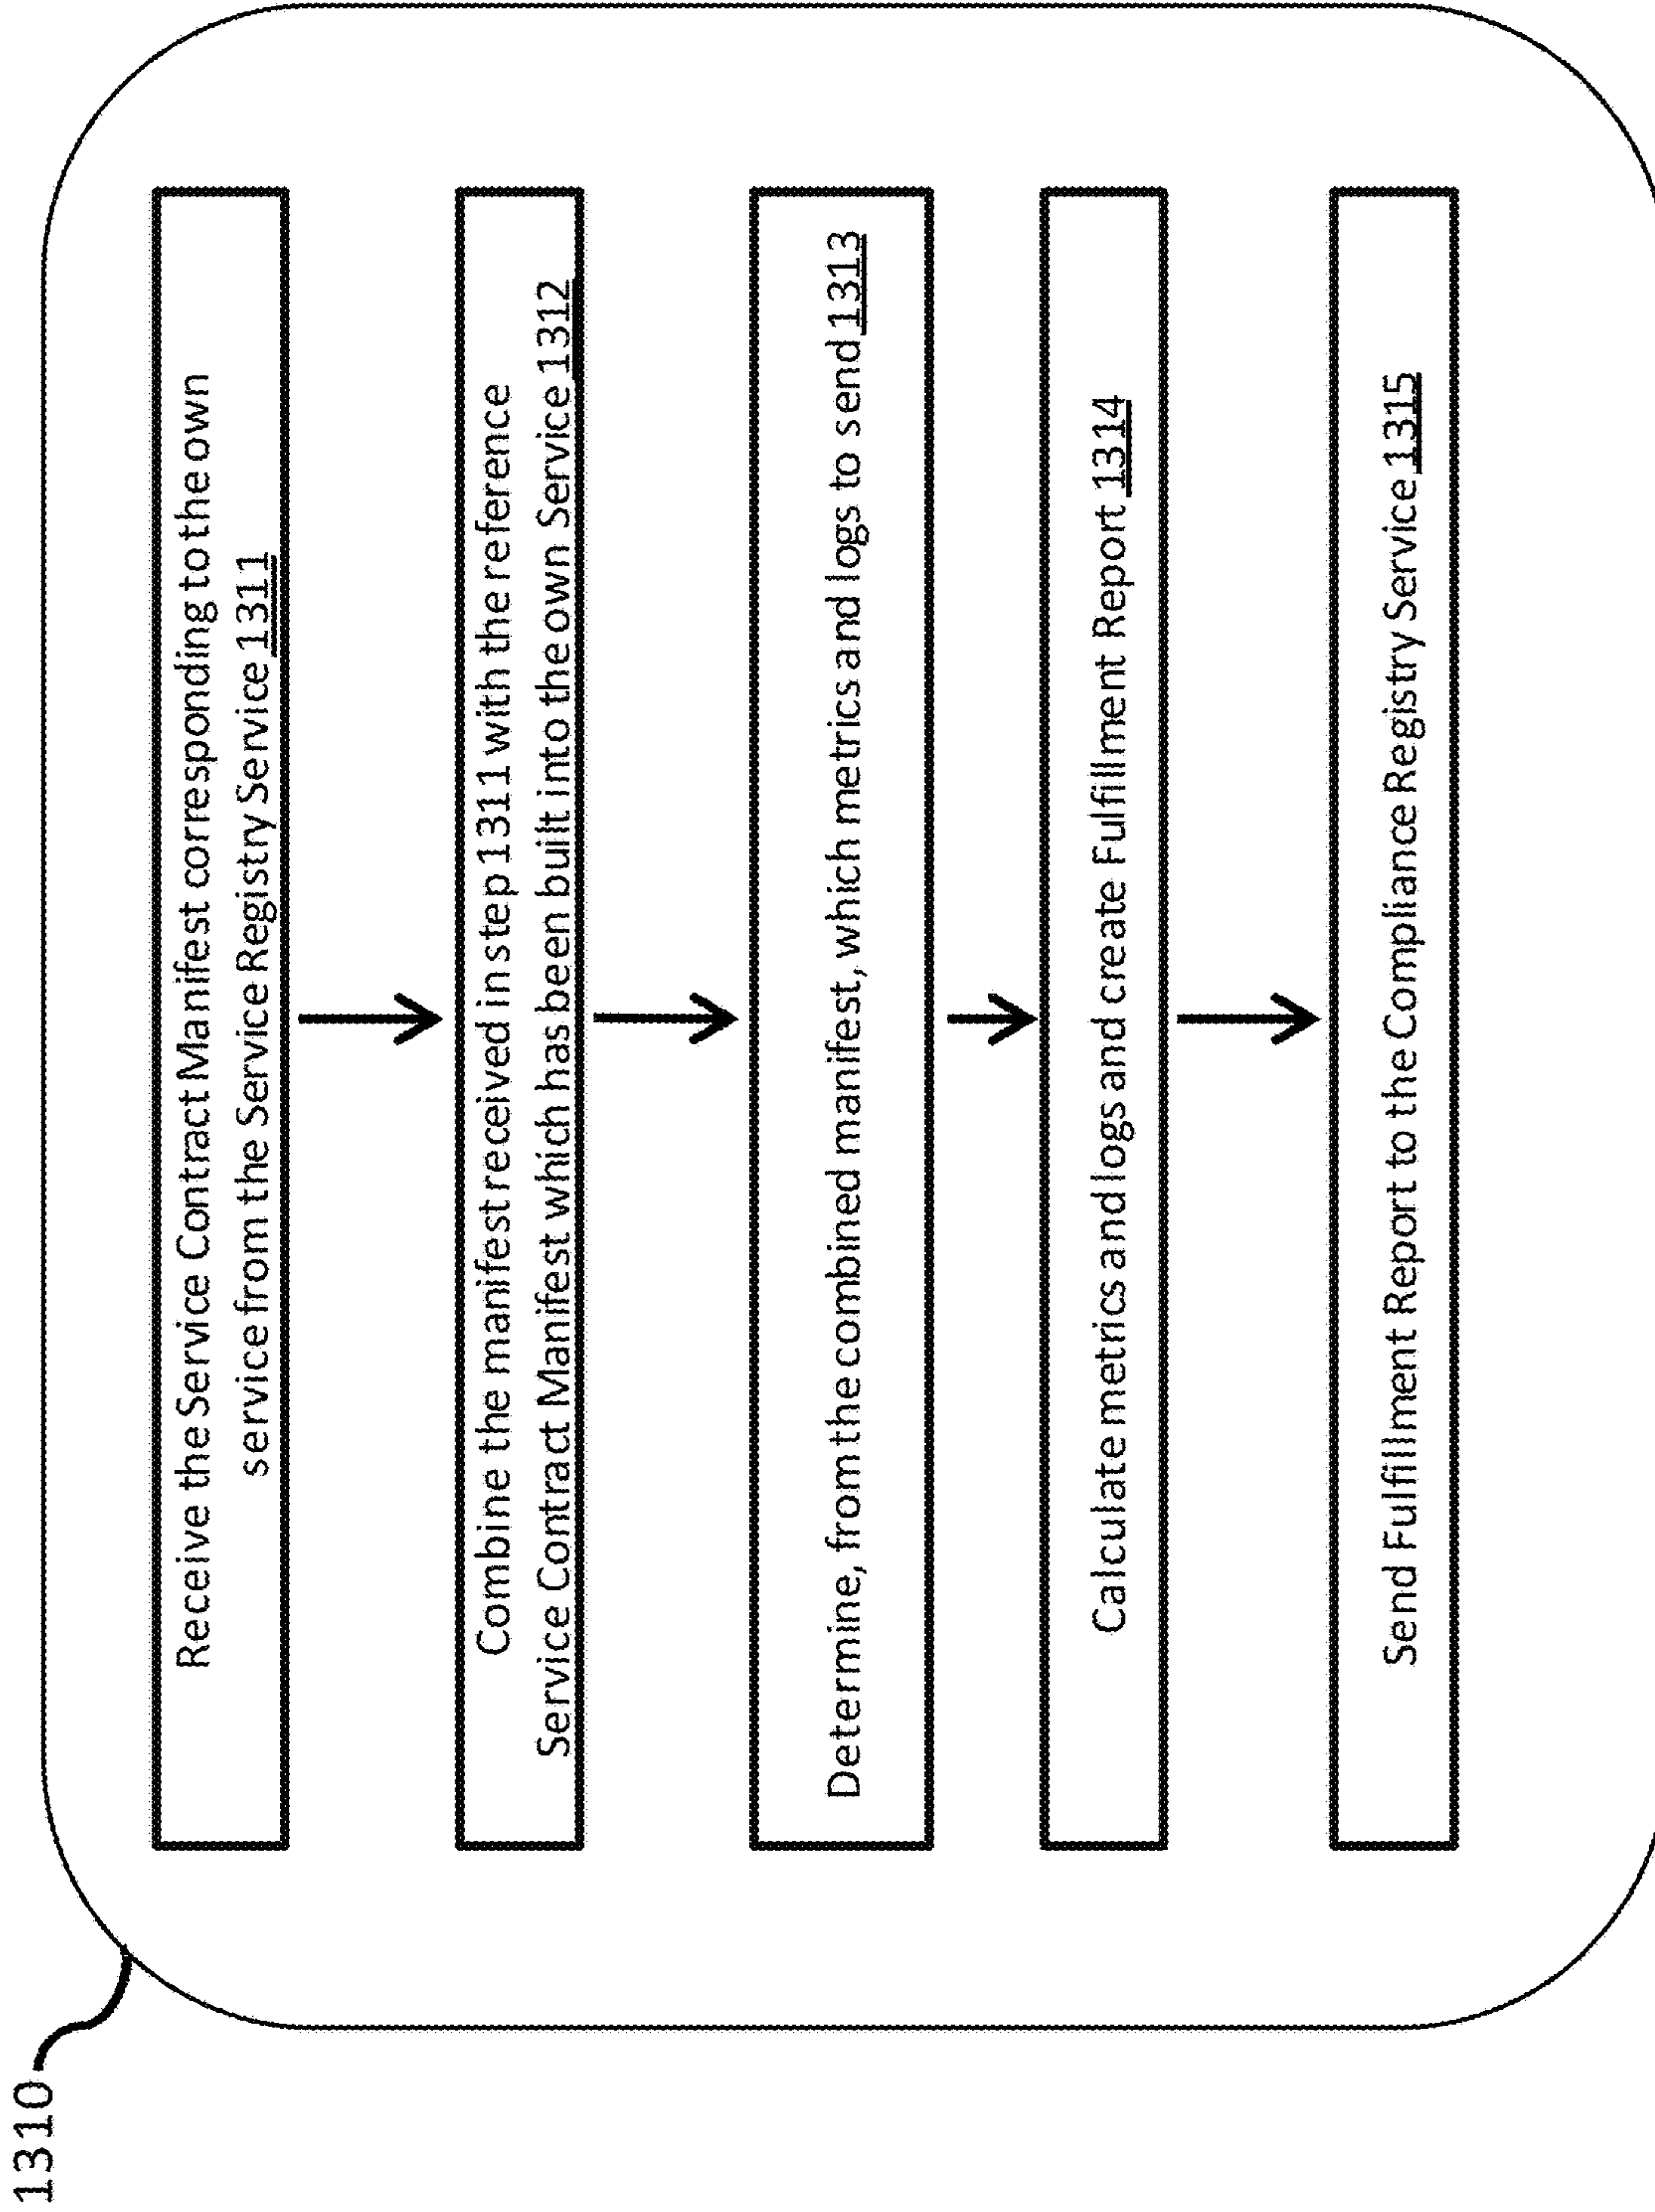 1310
Receive the Service Contract Manifest corresponding to the own
service from the Service Registry Service 1311
Combine the manifest received in step 1311 with the reference
Service Contract Manifest which has been built into the own Service 1312
Determine, from the combined manifest, which metrics and logs to send 1313
Calculate metrics and logs and create Fulfillment Report 1314
Send Fulfillment Report to the Compliance Registry Service 1315